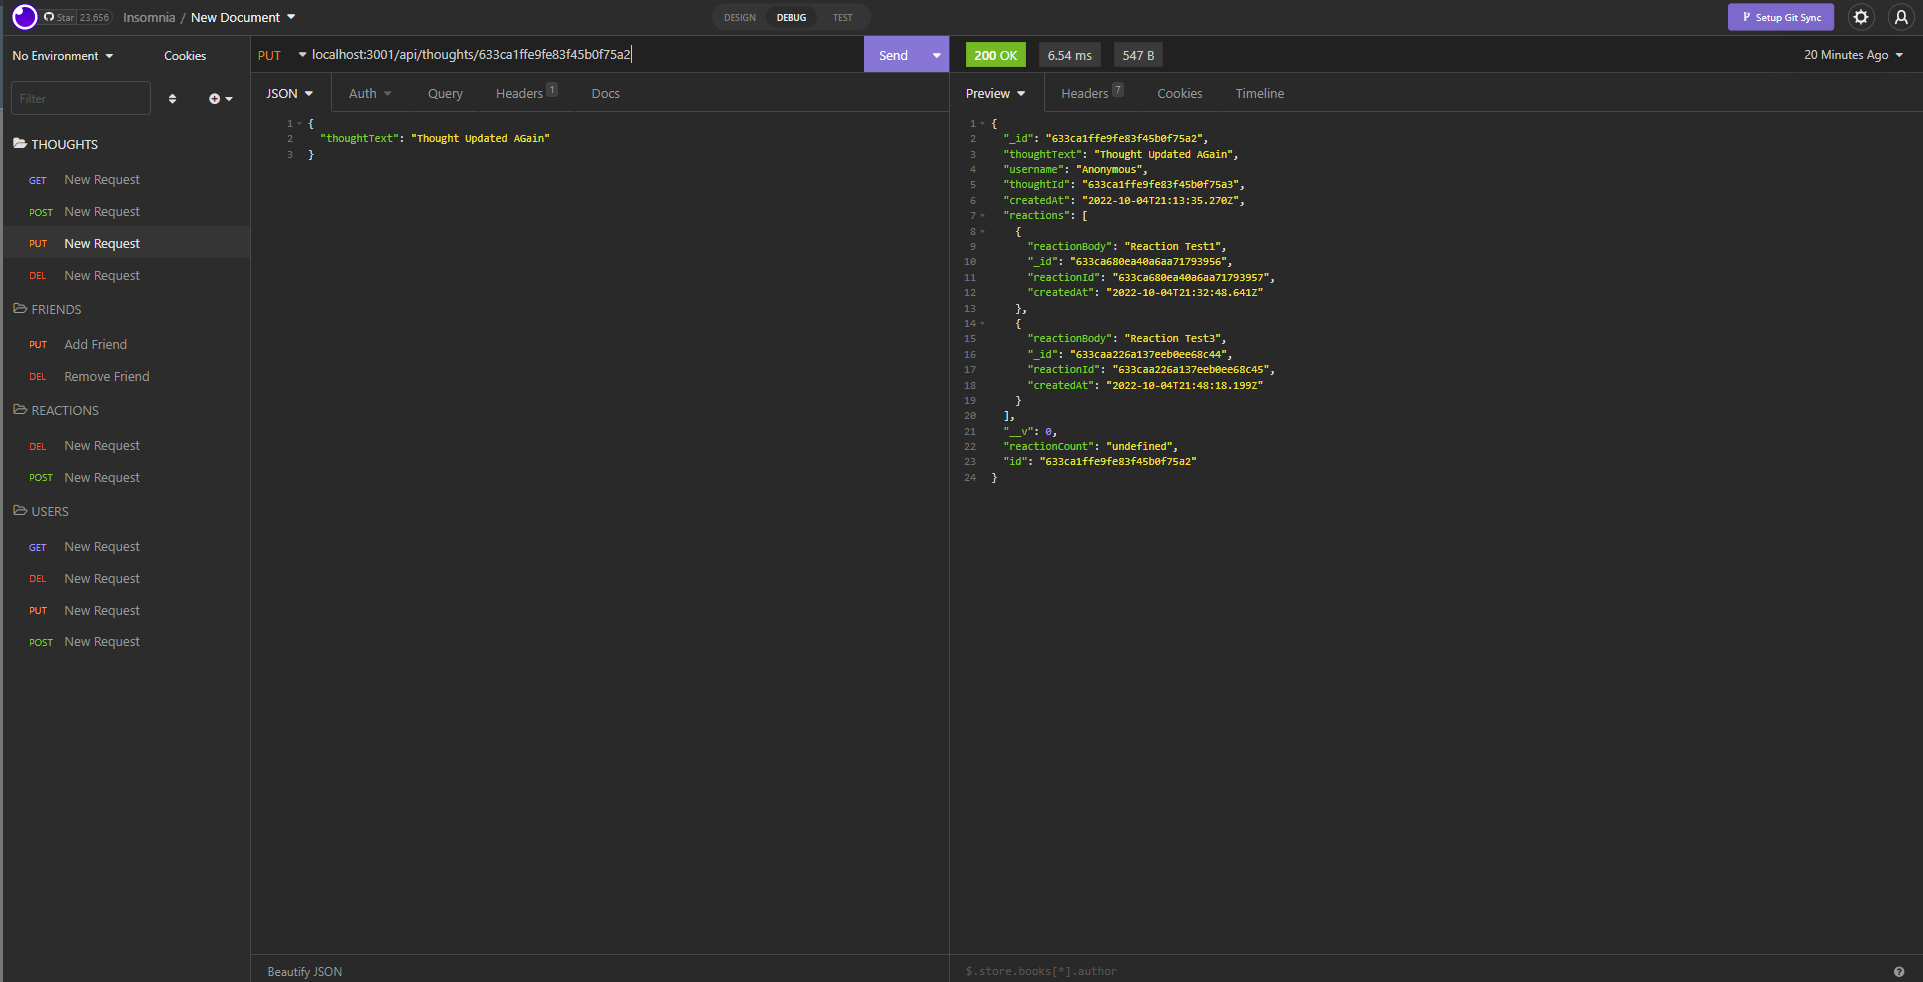 Star 23,656 Insomnia / New Document
DESIGN DEBUG TEST
Setup Git Sync
No Environment Cookies
Filter
THOUGHTS
GET New Request
POST New Request
PUT New Request
DEL New Request
FRIENDS
PUT Add Friend
DEL Remove Friend
REACTIONS
DEL New Request
POST New Request
USERS
GET New Request
DEL New Request
PUT New Request
POST New Request
PUT localhost:3001/api/thoughts/633ca1ffe9fe83f45b0f75a2 Send
JSON Auth Query Headers 1 Docs
1 {
2 "thoughtText": "Thought Updated AGain"
3 }
Beautify JSON
200 OK 6.54 ms 547 B 20 Minutes Ago
Preview Headers 7 Cookies Timeline
1 {
2 "_id": "633ca1ffe9fe83f45b0f75a2",
3 "thoughtText": "Thought Updated AGain",
4 "username": "Anonymous",
5 "thoughtId": "633ca1ffe9fe83f45b0f75a3",
6 "createdAt": "2022-10-04T21:13:35.270Z",
7 "reactions": [
8 {
9 "reactionBody": "Reaction Test1",
10 "_id": "633ca680ea40a6aa71793956",
11 "reactionId": "633ca680ea40a6aa71793957",
12 "createdAt": "2022-10-04T21:32:48.641Z"
13 },
14 {
15 "reactionBody": "Reaction Test3",
16 "_id": "633caa226a137eeb0ee68c44",
17 "reactionId": "633caa226a137eeb0ee68c45",
18 "createdAt": "2022-10-04T21:48:18.199Z"
19 }
20 ],
21 "__v": 0,
22 "reactionCount": "undefined",
23 "id": "633ca1ffe9fe83f45b0f75a2"
24 }
$.store.books[*].author